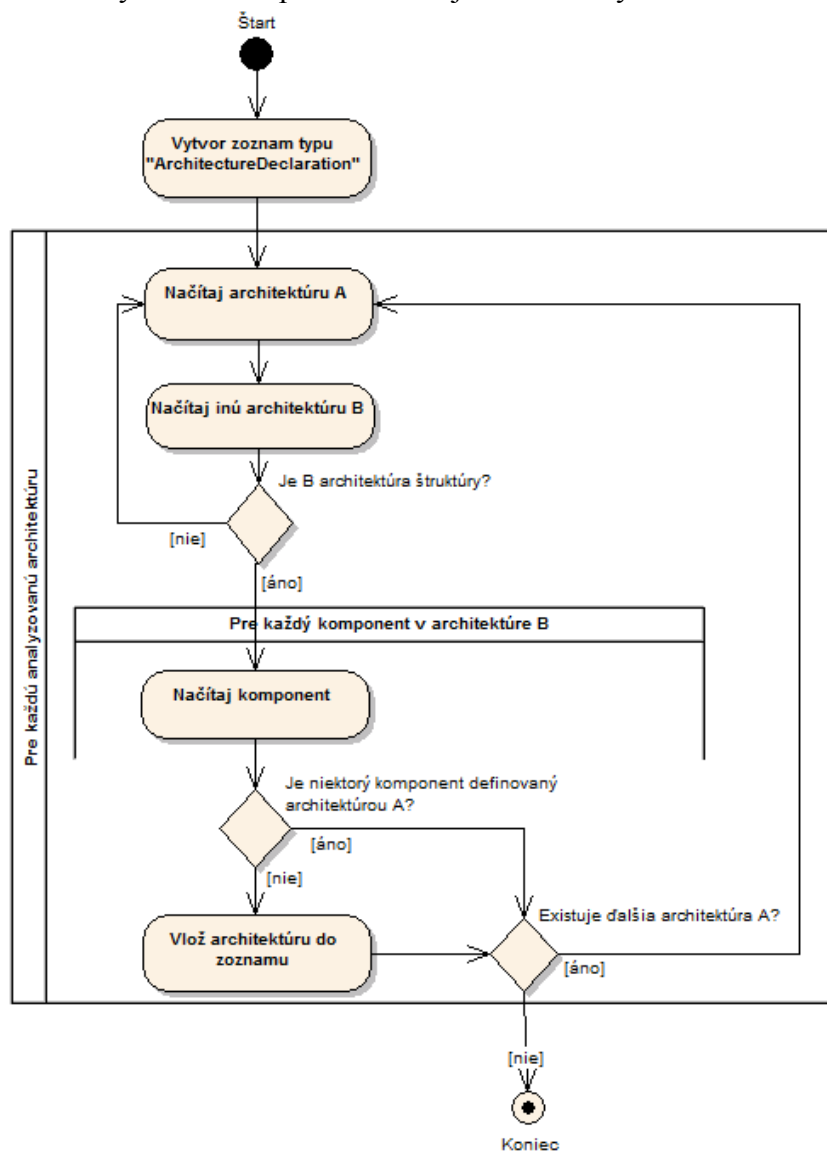 Štart
Vytvor zoznam typu
"ArchitectureDeclaration"
Načítaj architektúru A
Načítaj inú architektúru B
Je B architektúra štruktúry?
[nie]
[áno]
Pre každý komponent v architektúre B
Načítaj komponent
Pre každú analyzovanú architektúru
Je niektorý komponent definovaný
architektúrou A?
[áno]
[nie]
Existuje ďalšia architektúra A?
Vlož architektúru do
zoznamu
[áno]
[nie]
Koniec